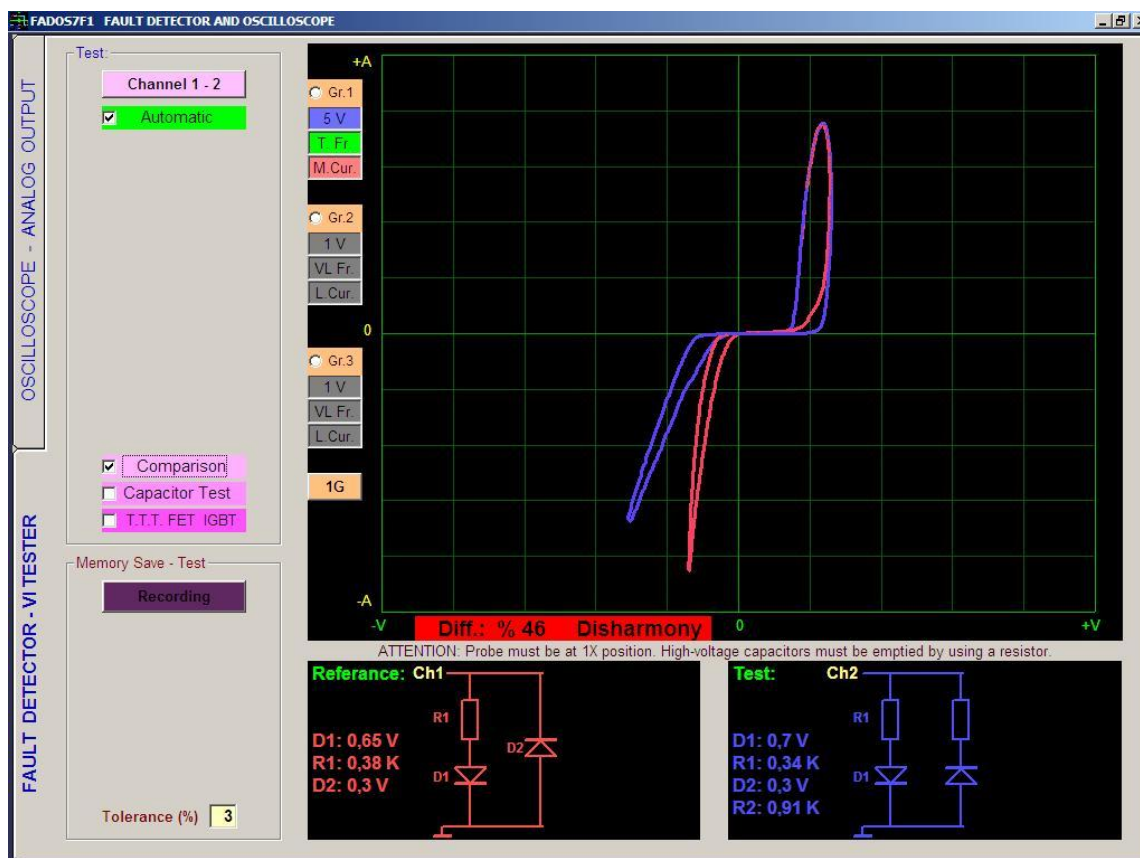 FADOS7F1 FAULT DETECTOR AND OSCILLOSCOPE
OSCILLOSCOPE - ANALOG OUTPUT
FAULT DETECTOR - VI TESTER
Test:
Channel 1 - 2
Automatic
Comparison
Capacitor Test
T.T.T. FET IGBT
Memory Save - Test
Recording
Tolerance (%) 3
+A
Gr.1
5 V
T. Fr.
M.Cur.
Gr.2
1 V
VL Fr.
L.Cur.
0
Gr.3
1 V
VL Fr.
L.Cur.
1G
-A
-V
Diff.: % 46 Disharmony
0
+V
ATTENTION: Probe must be at 1X position. High-voltage capacitors must be emptied by using a resistor.
Referance: Ch1
R1
D1: 0,65 V
R1: 0,38 K
D2: 0,3 V
D1
D2
Test: Ch2
R1
D1: 0,7 V
R1: 0,34 K
D2: 0,3 V
R2: 0,91 K
D1